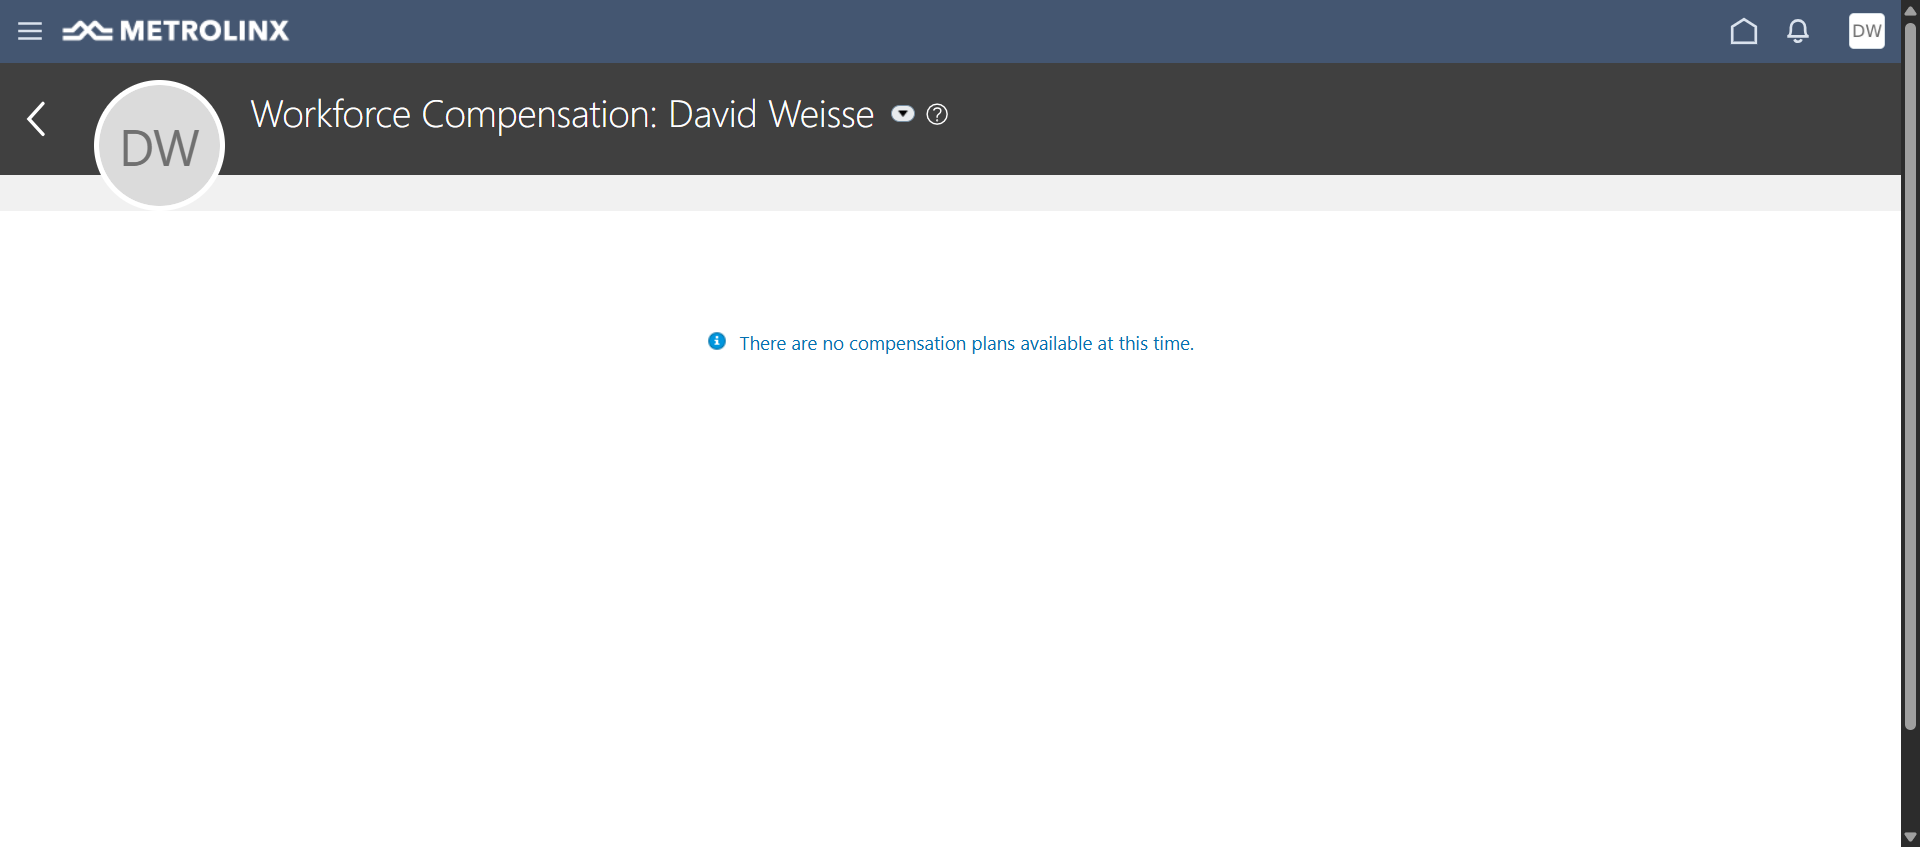 METROLINX
DW
DW
Workforce Compensation: David Weisse
There are no compensation plans available at this time.